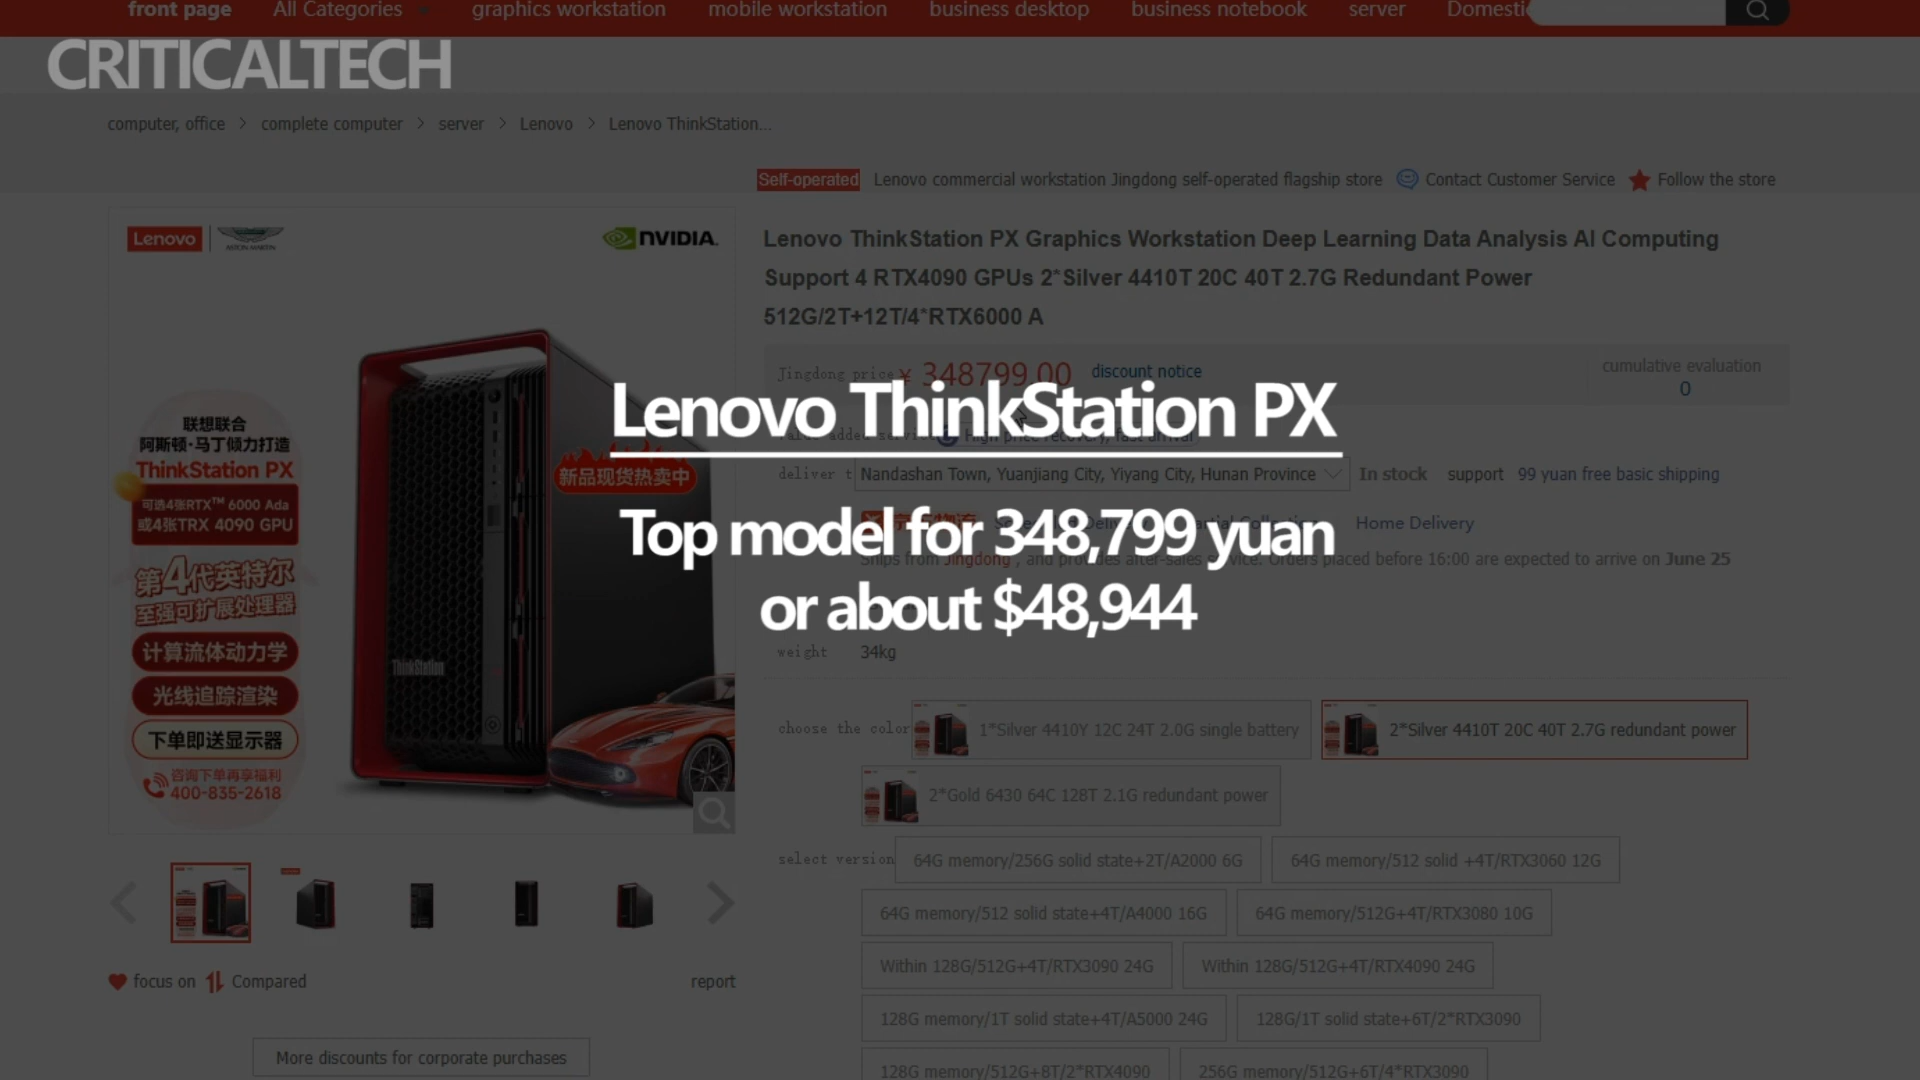 front page All Categories graphics workstation mobile workstation business desktop business notebook server Domesti
CRITICALTECH
computer, office > complete computer > server > Lenovo > Lenovo ThinkStation...
Self-operated Lenovo commercial workstation Jingdong self-operated flagship store Contact Customer Service Follow the store
Lenovo ASTON MARTIN NVIDIA.
Lenovo ThinkStation PX Graphics Workstation Deep Learning Data Analysis AI Computing
Support 4 RTX4090 GPUs 2*Silver 4410T 20C 40T 2.7G Redundant Power
512G/2T+12T/4*RTX6000 A
Jingdong price ¥ 348799.00 discount notice
cumulative evaluation
0
Lenovo ThinkStation PX
High price recovery, fast arrival
deliver t Nandashan Town, Yuanjiang City, Yiyang City, Hunan Province In stock support 99 yuan free basic shipping
Top model for 348,799 yuan
Home Delivery
Ships from Jingdong, and provides after-sales service. Orders placed before 16:00 are expected to arrive on June 25
or about $48,944
weight 34kg
联想联合
阿斯顿·马丁倾力打造
ThinkStation PX
可选4张RTX™ 6000 Ada
或4张TRX 4090 GPU
第4代英特尔
至强可扩展处理器
计算流体动力学
光线追踪渲染
下单即送显示器
咨询下单再享福利
400-835-2618
新品现货热卖中
ThinkStation
choose the color 1*Silver 4410Y 12C 24T 2.0G single battery 2*Silver 4410T 20C 40T 2.7G redundant power
2*Gold 6430 64C 128T 2.1G redundant power
select version 64G memory/256G solid state+2T/A2000 6G 64G memory/512 solid +4T/RTX3060 12G
64G memory/512 solid state+4T/A4000 16G 64G memory/512G+4T/RTX3080 10G
Within 128G/512G+4T/RTX3090 24G Within 128G/512G+4T/RTX4090 24G
128G memory/1T solid state+4T/A5000 24G 128G/1T solid state+6T/2*RTX3090
128G memory/512G+8T/2*RTX4090 256G memory/512G+6T/4*RTX3090
focus on Compared report
More discounts for corporate purchases